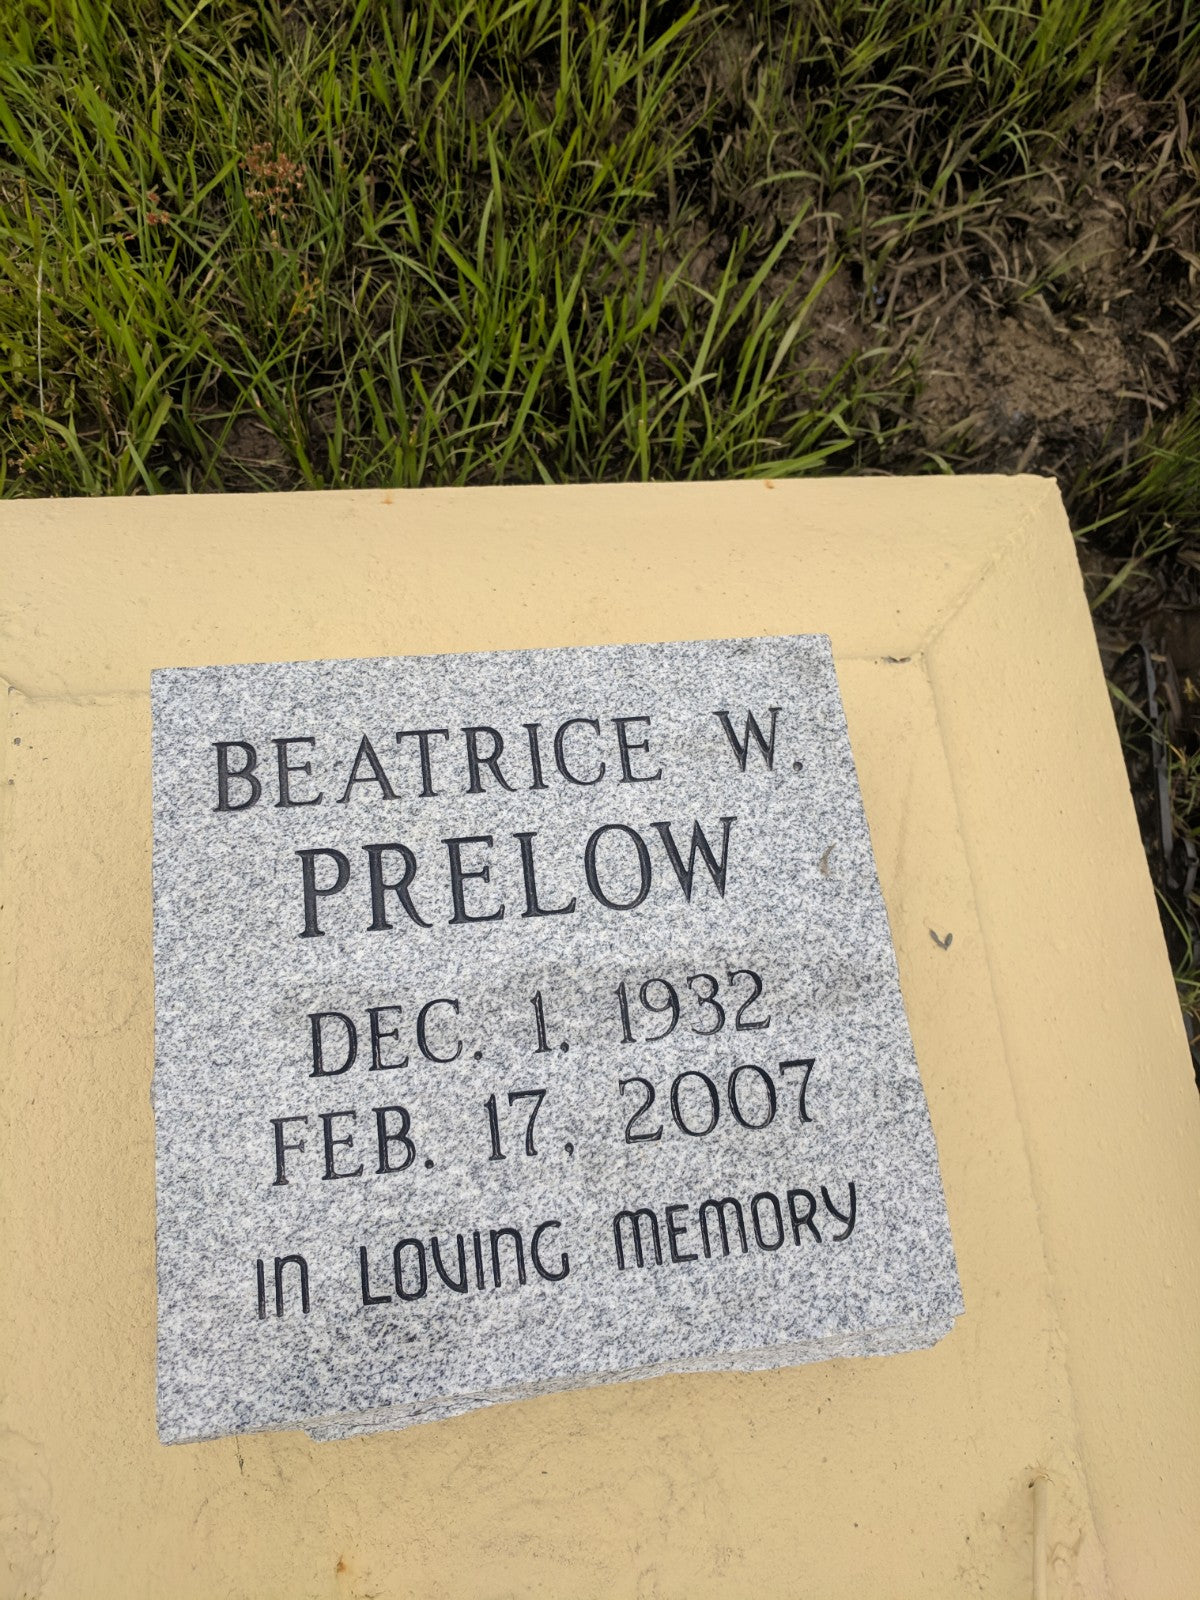 BEATRICE W.
PRELOW
DEC. 1, 1932
FEB. 17, 2007
IN LOVING MEMORY